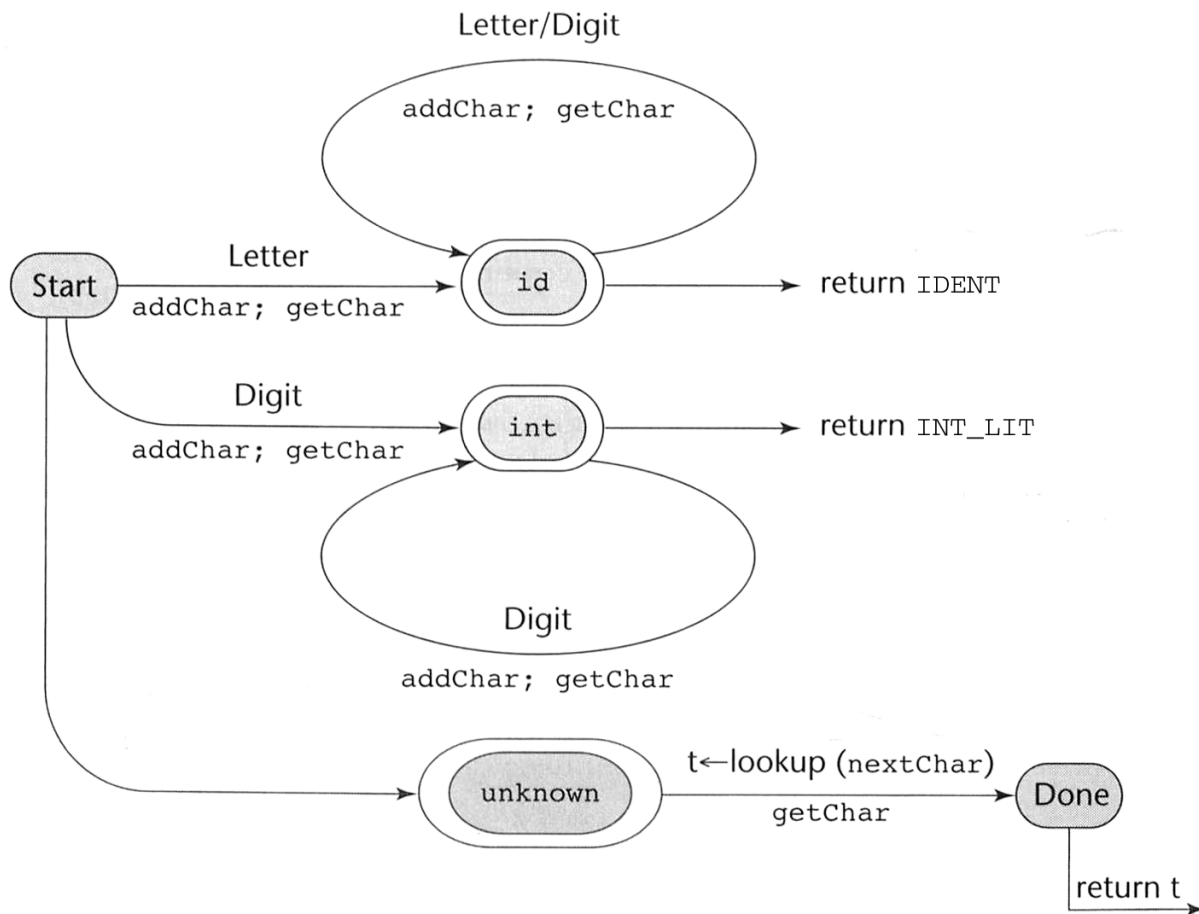 Letter/Digit
addChar; getChar
Letter
Start
id
return IDENT
addChar; getChar
Digit
int
return INT_LIT
addChar; getChar
Digit
addChar; getChar
t←lookup (nextChar)
unknown
Done
getChar
return t